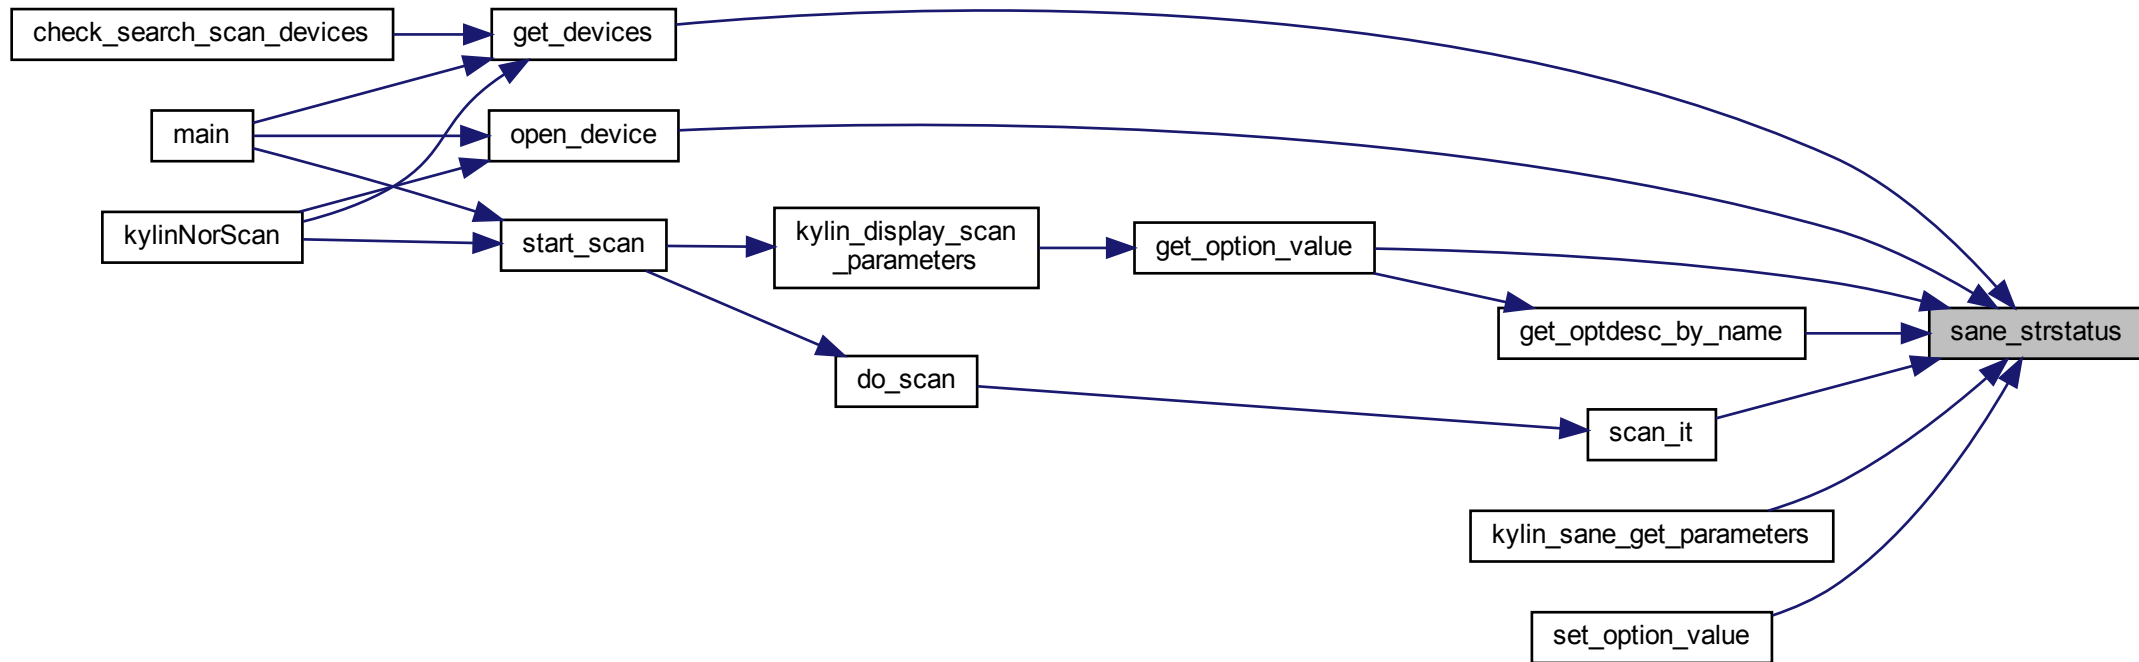 check_search_scan_devices
get_devices
main
open_device
kylinNorScan
start_scan
kylin_display_scan
_parameters
get_option_value
get_optdesc_by_name
sane_strstatus
do_scan
scan_it
kylin_sane_get_parameters
set_option_value